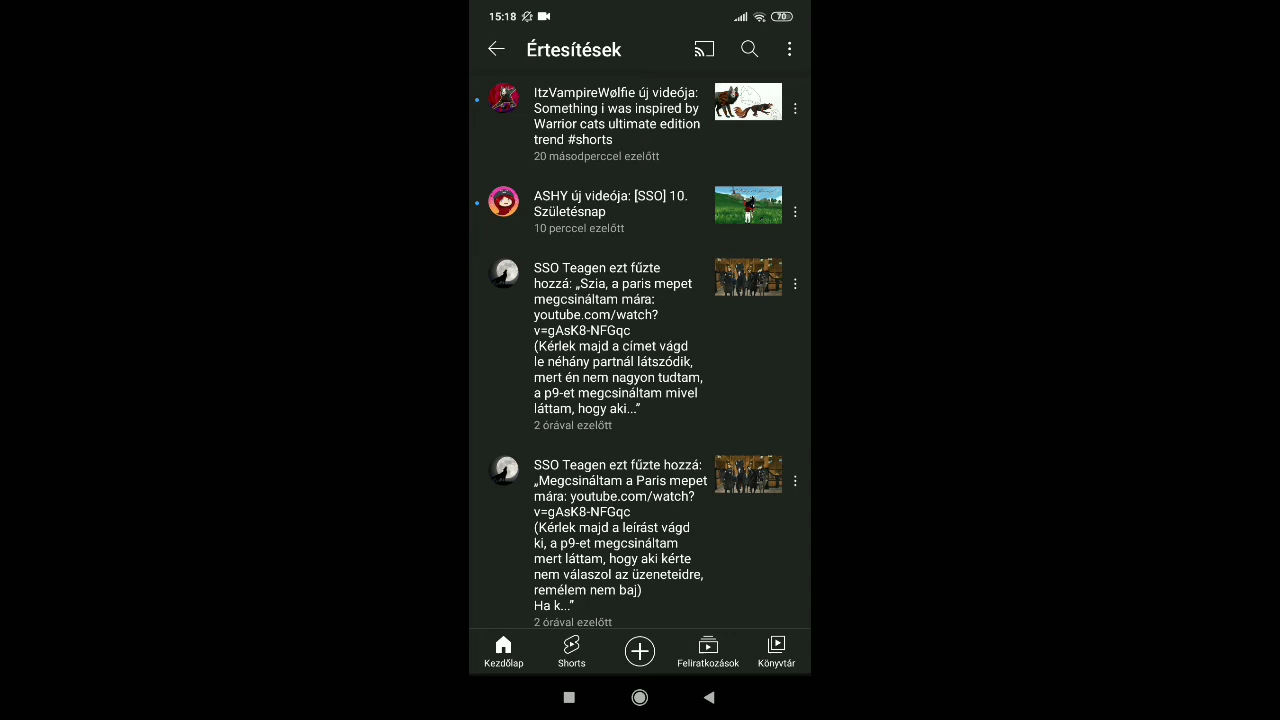 15:18
70
Értesítések
ItzVampireWølfie új videója:
Something i was inspired by
Warrior cats ultimate edition
trend #shorts
20 másodperccel ezelőtt
ASHY új videója: [SSO] 10.
Születésnap
10 perccel ezelőtt
SSO Teagen ezt fűzte
hozzá: „Szia, a paris mepet
megcsináltam mára:
youtube.com/watch?
v=gAsK8-NFGqc
(Kérlek majd a címet vágd
le néhány partnál látszódik,
mert én nem nagyon tudtam,
a p9-et megcsináltam mivel
láttam, hogy aki...”
2 órával ezelőtt
SSO Teagen ezt fűzte hozzá:
„Megcsináltam a Paris mepet
mára: youtube.com/watch?
v=gAsK8-NFGqc
(Kérlek majd a leírást vágd
ki, a p9-et megcsináltam
mert láttam, hogy aki kérte
nem válaszol az üzeneteidre,
remélem nem baj)
Ha k...”
2 órával ezelőtt
Kezdőlap
Shorts
Feliratkozások
Könyvtár